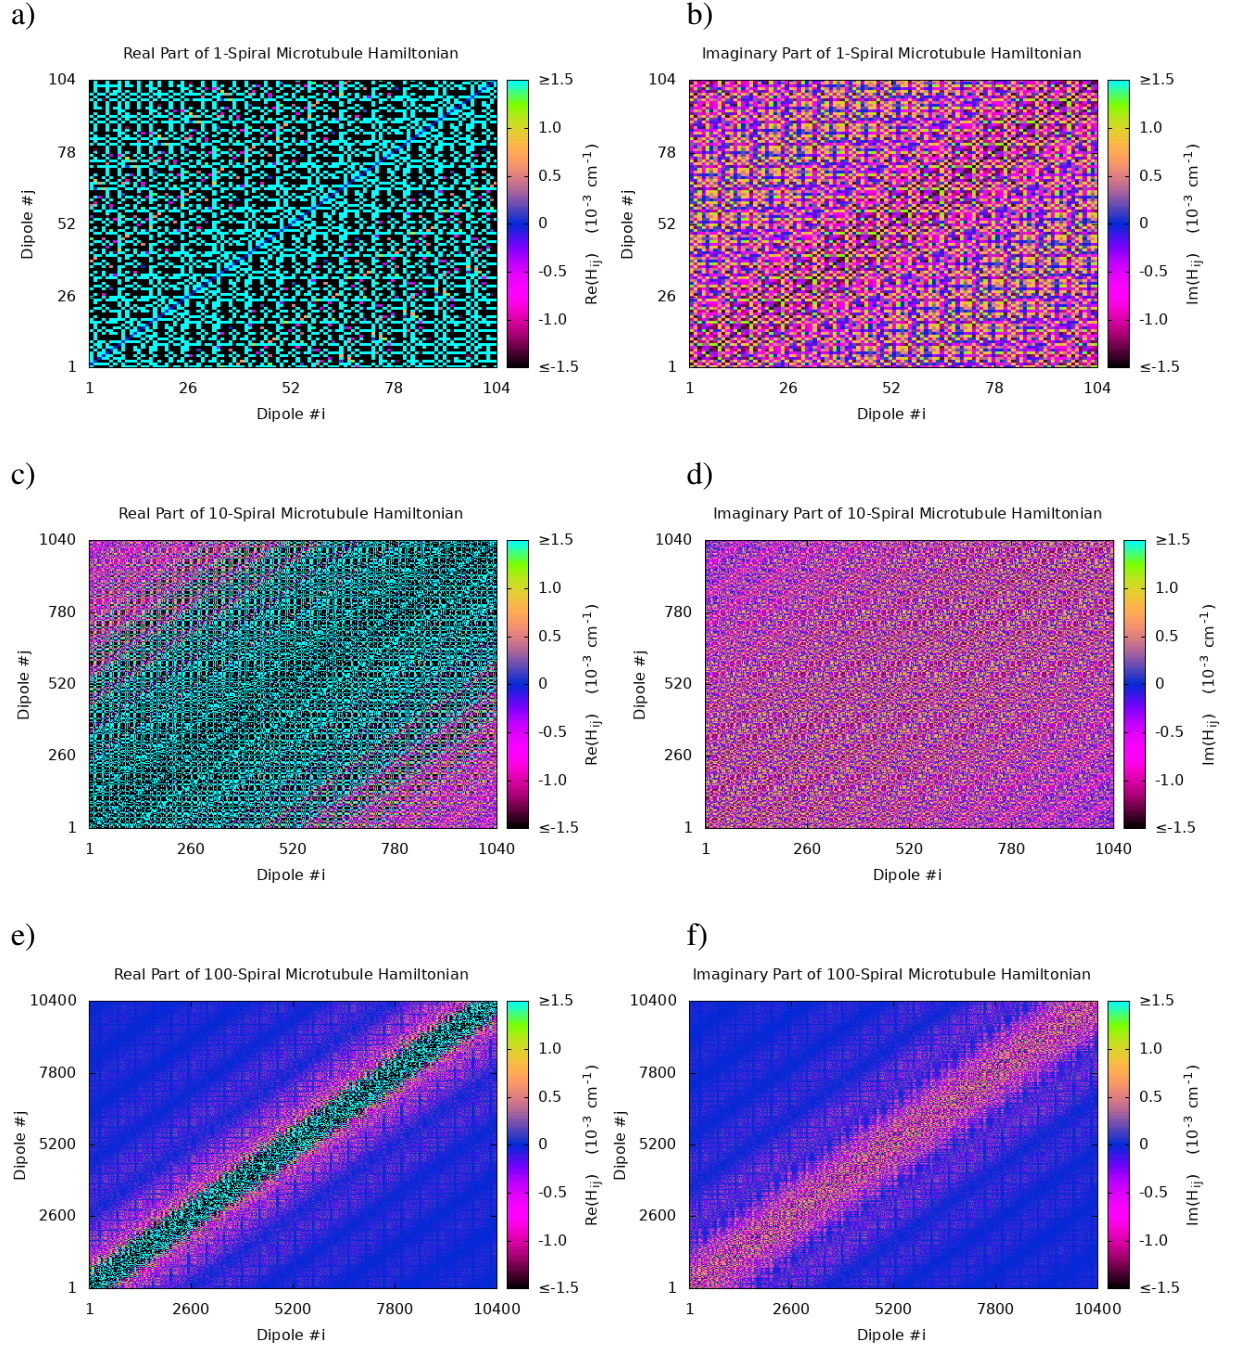 a)
Real Part of 1-Spiral Microtubule Hamiltonian
104
78
52
26
1
1 26 52 78 104
Dipole #j
Dipole #i
≥1.5
1.0
0.5
0
-0.5
-1.0
≤-1.5
Re(Hij) (10-3 cm-1)
b)
Imaginary Part of 1-Spiral Microtubule Hamiltonian
104
78
52
26
1
1 26 52 78 104
Dipole #j
Dipole #i
≥1.5
1.0
0.5
0
-0.5
-1.0
≤-1.5
Im(Hij) (10-3 cm-1)
c)
Real Part of 10-Spiral Microtubule Hamiltonian
1040
780
520
260
1
1 260 520 780 1040
Dipole #j
Dipole #i
≥1.5
1.0
0.5
0
-0.5
-1.0
≤-1.5
Re(Hij) (10-3 cm-1)
d)
Imaginary Part of 10-Spiral Microtubule Hamiltonian
1040
780
520
260
1
1 260 520 780 1040
Dipole #j
Dipole #i
≥1.5
1.0
0.5
0
-0.5
-1.0
≤-1.5
Im(Hij) (10-3 cm-1)
e)
Real Part of 100-Spiral Microtubule Hamiltonian
10400
7800
5200
2600
1
1 2600 5200 7800 10400
Dipole #j
Dipole #i
≥1.5
1.0
0.5
0
-0.5
-1.0
≤-1.5
Re(Hij) (10-3 cm-1)
f)
Imaginary Part of 100-Spiral Microtubule Hamiltonian
10400
7800
5200
2600
1
1 2600 5200 7800 10400
Dipole #j
Dipole #i
≥1.5
1.0
0.5
0
-0.5
-1.0
≤-1.5
Im(Hij) (10-3 cm-1)